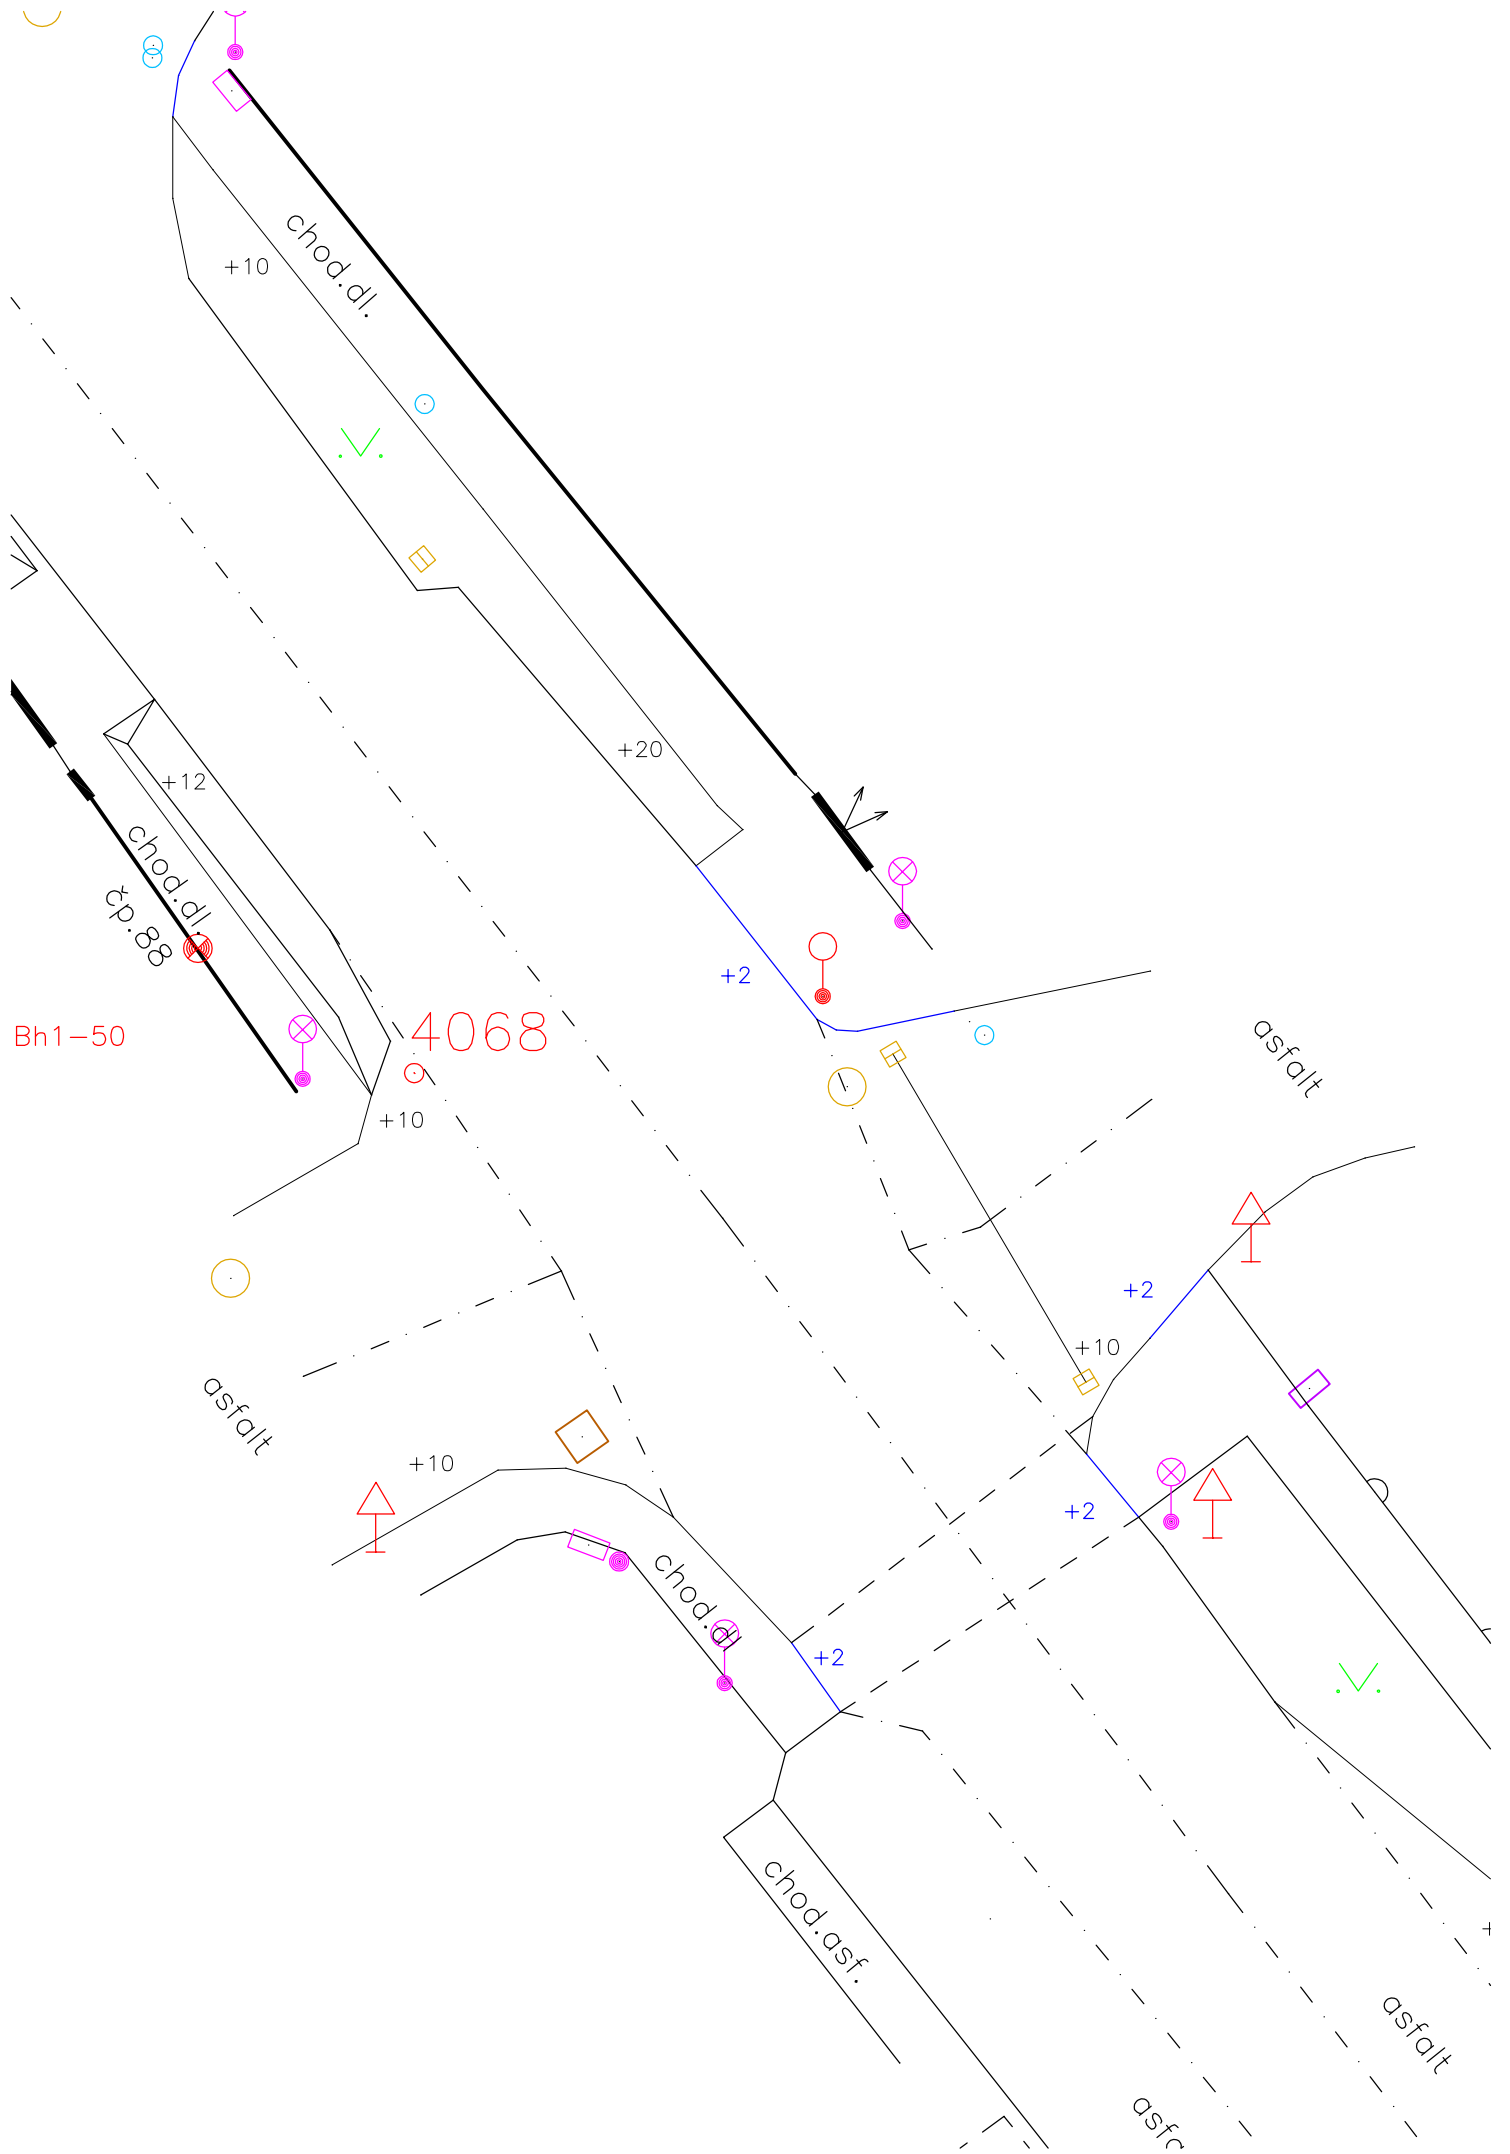 chod.dl.
+10
+20
+12
chod.dl.
čp.88
+2
Bh1-50
4068
asfalt
+10
+2
+10
asfalt
+10
+2
chod.dl
+2
chod.asf.
asfalt